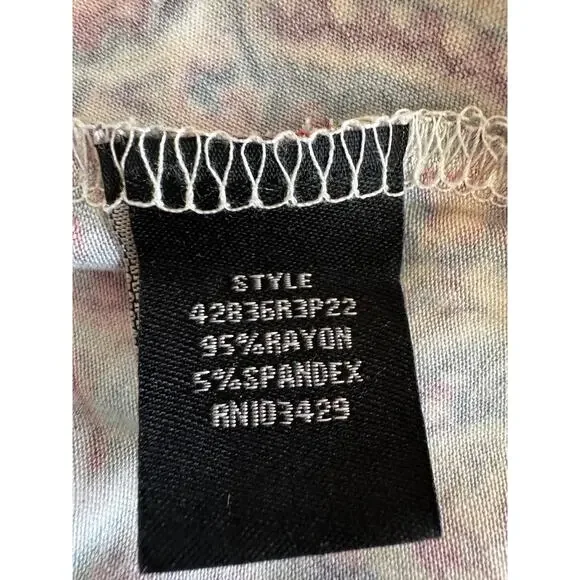 STYLE
42836R3P22
95%RAYON
5%SPANDEX
RN103429